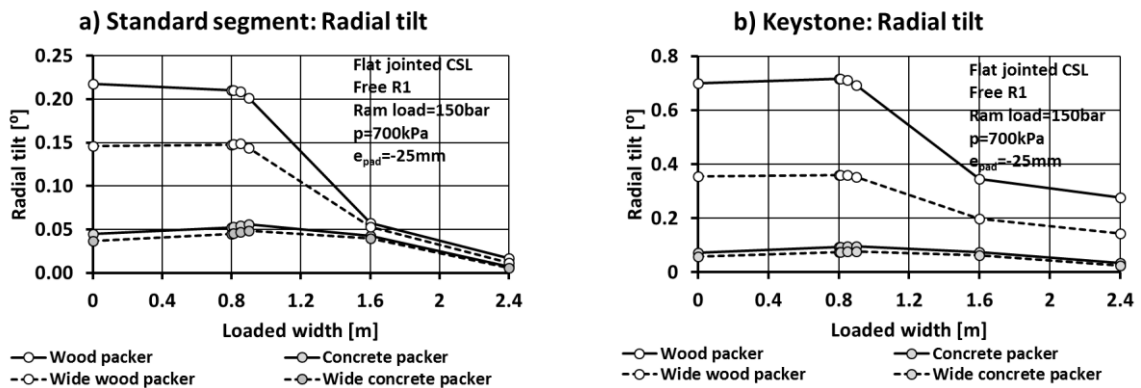 a) Standard segment: Radial tilt
Radial tilt [º]
0.25
0.20
0.15
0.10
0.05
0.00
Flat jointed CSL
Free R1
Ram load=150bar
p=700kPa
epad=-25mm
0 0.4 0.8 1.2 1.6 2 2.4
Loaded width [m]
Wood packer
Concrete packer
Wide wood packer
Wide concrete packer
b) Keystone: Radial tilt
Radial tilt [º]
0.8
0.6
0.4
0.2
0
Flat jointed CSL
Free R1
Ram load=150bar
p=700kPa
epad=-25mm
0 0.4 0.8 1.2 1.6 2 2.4
Loaded width [m]
Wood packer
Concrete packer
Wide wood packer
Wide concrete packer